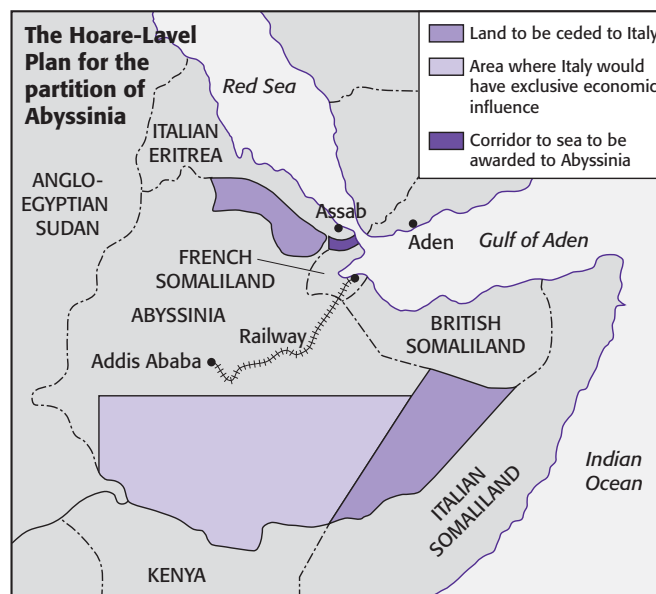 The Hoare-Lavel
Plan for the
partition of
Abyssinia
Land to be ceded to Italy
Area where Italy would
have exclusive economic
influence
Corridor to sea to be
awarded to Abyssinia
Red Sea
ITALIAN
ERITREA
ANGLO-
EGYPTIAN
SUDAN
Assab
Aden
Gulf of Aden
FRENCH
SOMALILAND
ABYSSINIA
Railway
BRITISH
SOMALILAND
Addis Ababa
Indian
Ocean
ITALIAN
SOMALILAND
KENYA